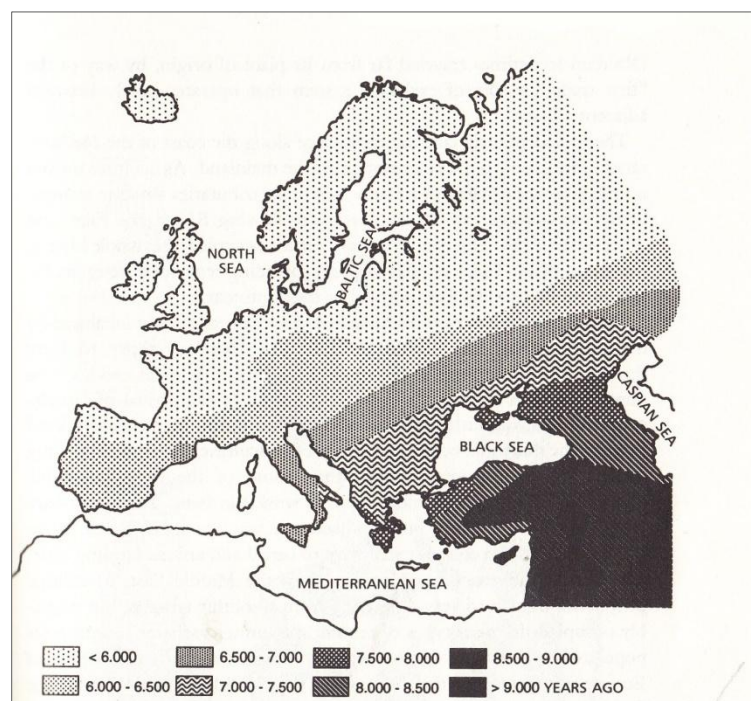 NORTH
SEA
BALTIC SEA
CASPIAN SEA
BLACK SEA
MEDITERRANEAN SEA
< 6.000
6.500 - 7.000
7.500 - 8.000
8.500 - 9.000
6.000 - 6.500
7.000 - 7.500
8.000 - 8.500
> 9.000 YEARS AGO